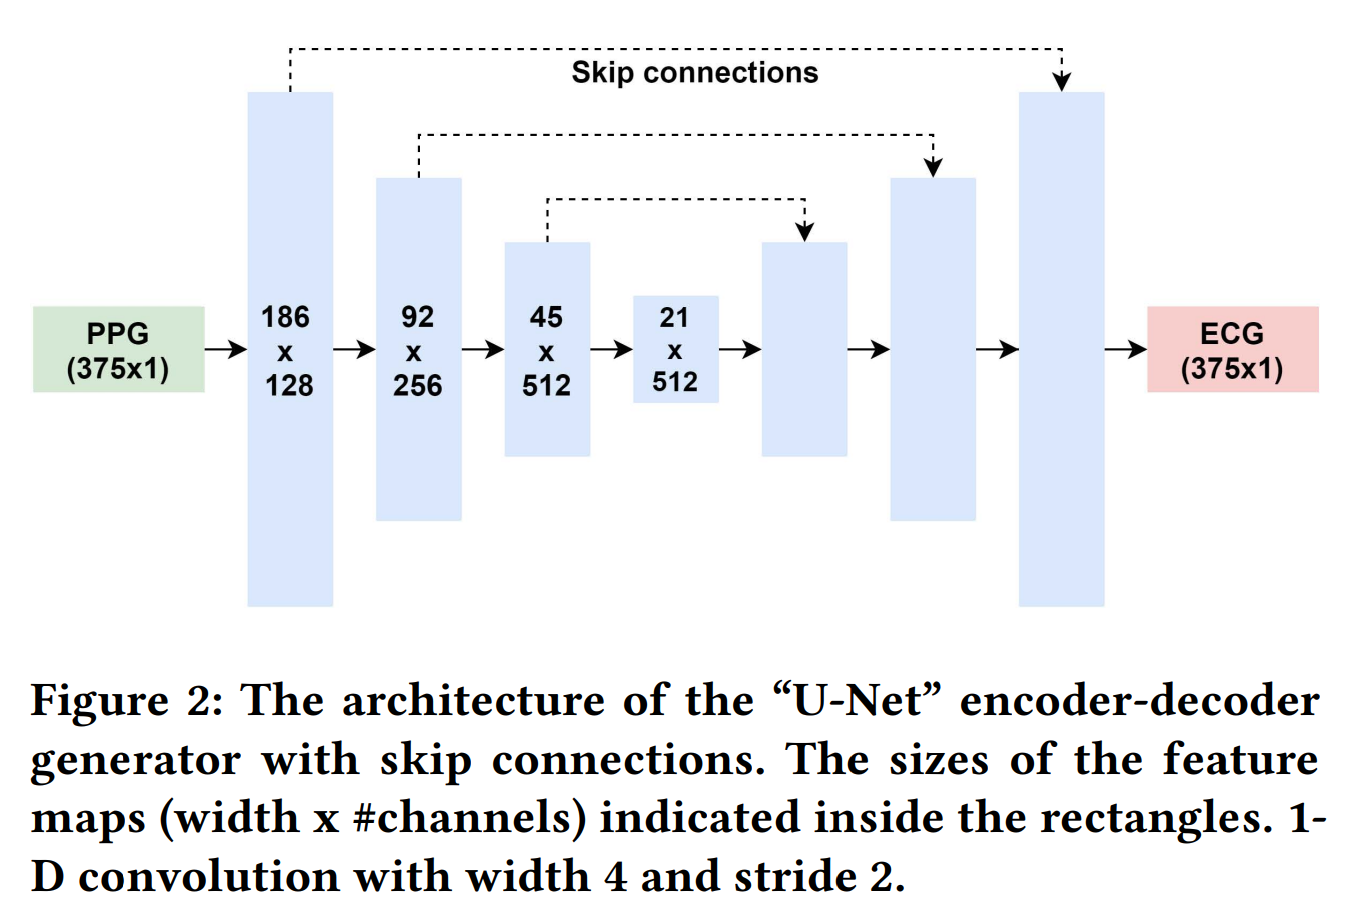 Skip connections
PPG
(375x1)
186
x
128
92
x
256
45
x
512
21
x
512
ECG
(375x1)
Figure 2: The architecture of the “U-Net” encoder-decoder
generator with skip connections. The sizes of the feature
maps (width x #channels) indicated inside the rectangles. 1-
D convolution with width 4 and stride 2.